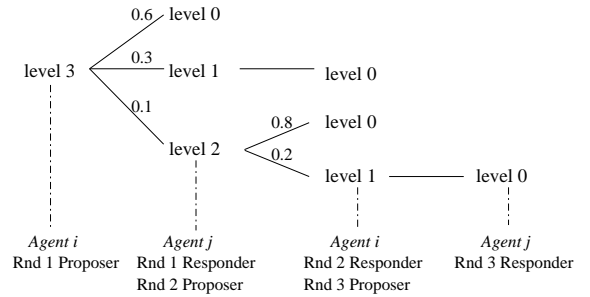 0.6 level 0
level 3 0.3 level 1 level 0
0.1 0.8 level 0
level 2 0.2
level 1 level 0
Agent i Agent j Agent i Agent j
Rnd 1 Proposer Rnd 1 Responder Rnd 2 Responder Rnd 3 Responder
Rnd 2 Proposer Rnd 3 Proposer